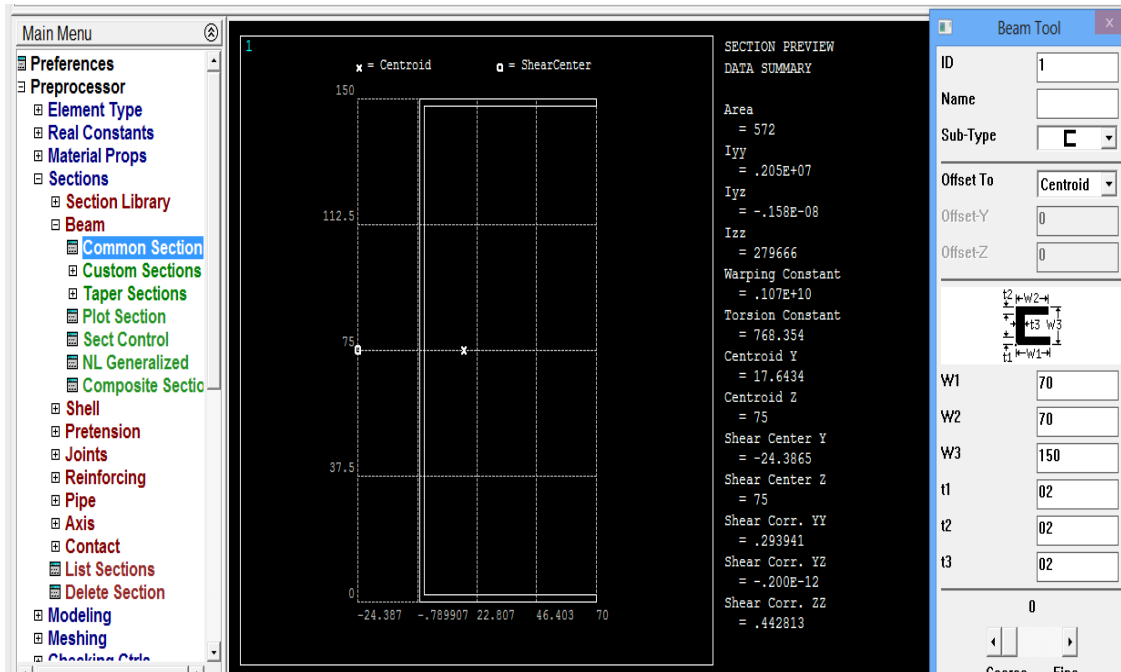 Main Menu
Preferences
Preprocessor
Element Type
Real Constants
Material Props
Sections
Section Library
Beam
Common Section
Custom Sections
Taper Sections
Plot Section
Sect Control
NL Generalized
Composite Sectio
Shell
Pretension
Joints
Reinforcing
Pipe
Axis
Contact
List Sections
Delete Section
Modeling
Meshing
Checking Ctrls
1
x = Centroid
o = ShearCenter
150
112.5
75
37.5
0
-24.387 -.789907 22.807 46.403 70
SECTION PREVIEW
DATA SUMMARY
Area
= 572
Iyy
= .205E+07
Iyz
= -.158E-08
Izz
= 279666
Warping Constant
= .107E+10
Torsion Constant
= 768.354
Centroid Y
= 17.6434
Centroid Z
= 75
Shear Center Y
= -24.3865
Shear Center Z
= 75
Shear Corr. YY
= .293941
Shear Corr. YZ
= -.200E-12
Shear Corr. ZZ
= .442813
Beam Tool x
ID 1
Name
Sub-Type
Offset To Centroid
Offset-Y 0
Offset-Z 0
t2 W2
t3 W3
t1 W1
W1 70
W2 70
W3 150
t1 02
t2 02
t3 02
0
Coarse Fine